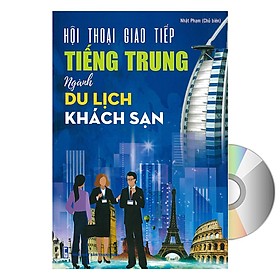 Nhật Phạm (Chủ biên)
HỘI THOẠI GIAO TIẾP
TIẾNG TRUNG
Ngành
DU LỊCH
KHÁCH SẠN